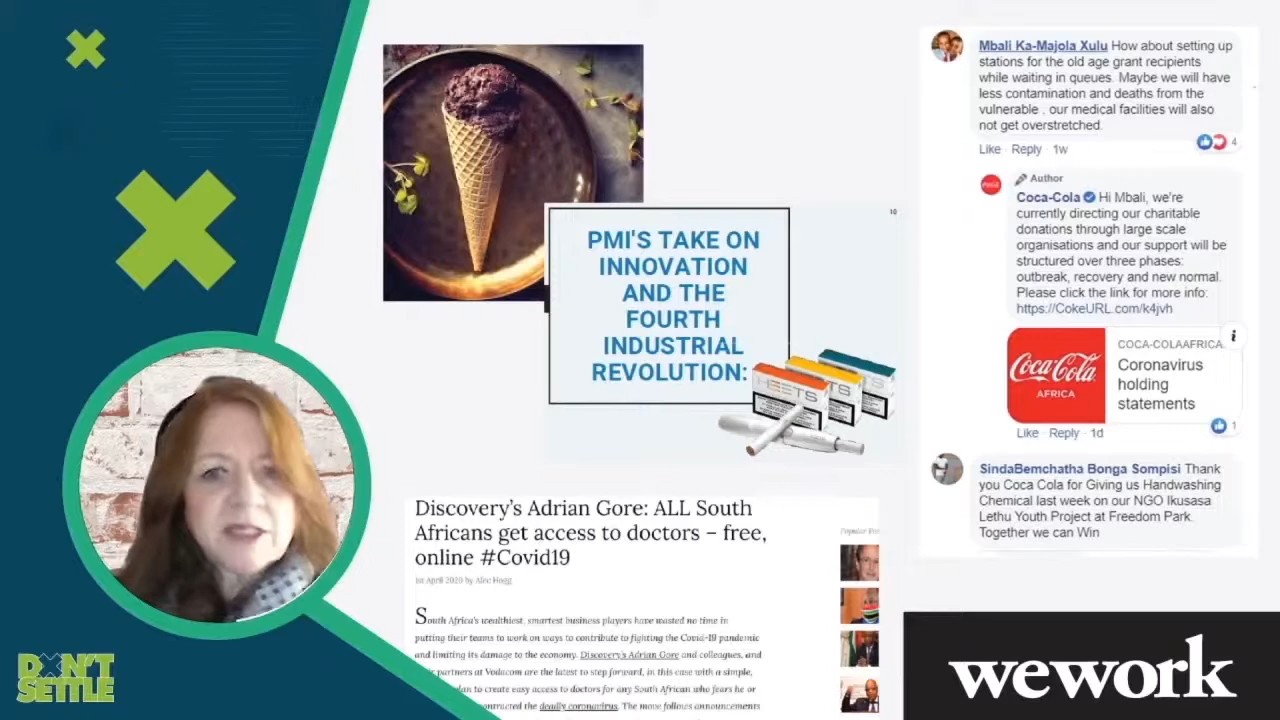 DON'T
SETTLE
10
PMI'S TAKE ON
INNOVATION
AND THE
FOURTH
INDUSTRIAL
REVOLUTION:
HEETS
Discovery's Adrian Gore: ALL South
Africans get access to doctors – free,
online #Covid19
1st April 2020 by Alec Hogg
South Africa's wealthiest, smartest business players have wasted no time in
putting their teams to work on ways to contribute to fighting the Covid-19 pandemic
and limiting its damage to the economy. Discovery's Adrian Gore and colleagues, and
partners at Vodacom are the latest to step forward, in this case with a simple,
to create easy access to doctors for any South African who fears he or
contracted the deadly coronavirus. The move follows announcements
Popular
Mbali Ka-Majola Xulu How about setting up
stations for the old age grant recipients
while waiting in queues. Maybe we will have
less contamination and deaths from the
vulnerable . our medical facilities will also
not get overstretched.
Like · Reply · 1w
4
Author
Coca-Cola Hi Mbali, we're
currently directing our charitable
donations through large scale
organisations and our support will be
structured over three phases:
outbreak, recovery and new normal.
Please click the link for more info:
https://CokeURL.com/k4jvh
Coca-Cola
AFRICA
COCA-COLAAFRICA.
Coronavirus
holding
statements
Like · Reply · 1d
1
SindaBemchatha Bonga Sompisi Thank
you Coca Cola for Giving us Handwashing
Chemical last week on our NGO Ikusasa
Lethu Youth Project at Freedom Park.
Together we can Win
wework